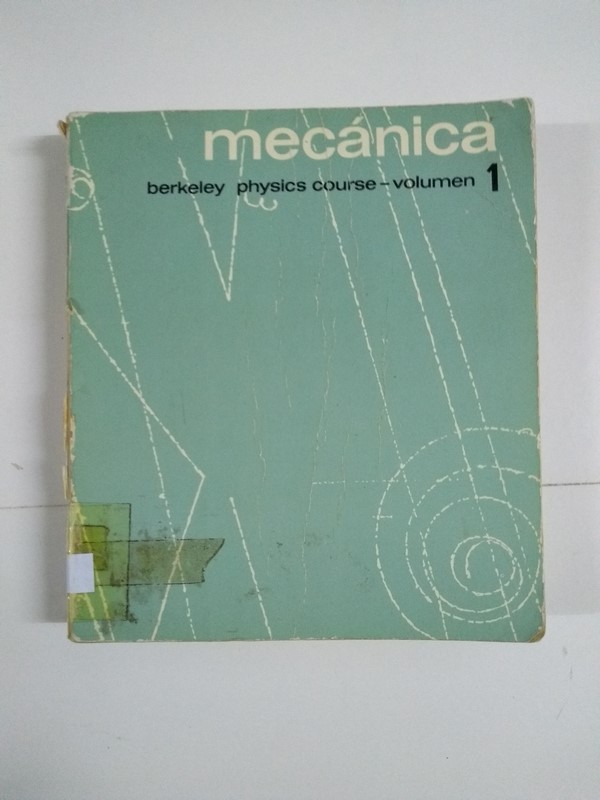 mecánica
berkeley physics course – volumen 1